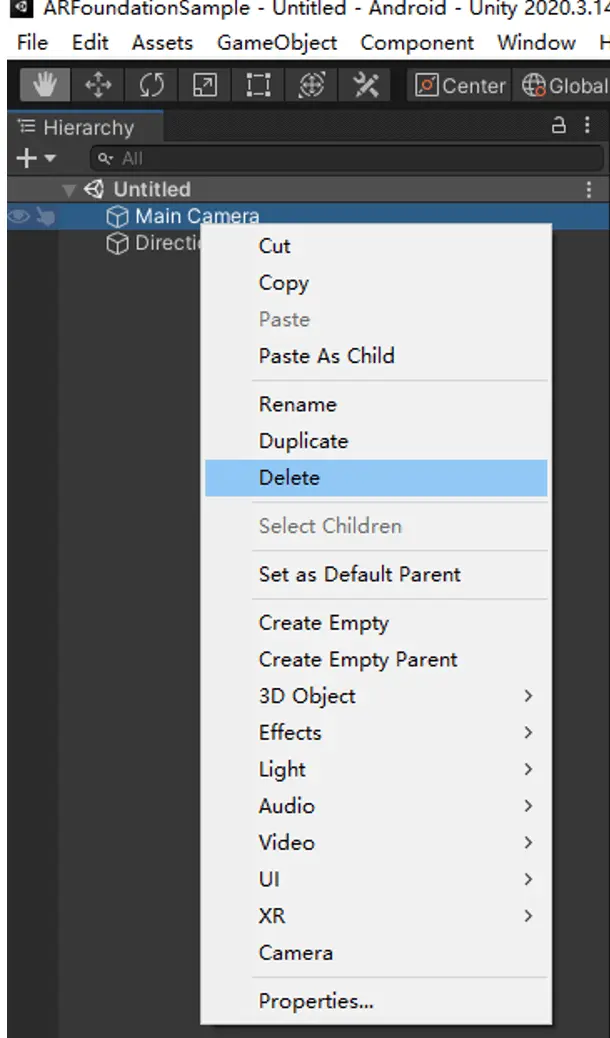 ARFoundationSample - Untitled - Android - Unity 2020.3.14
File Edit Assets GameObject Component Window H
Center Global
Hierarchy
All
Untitled
Main Camera
Directi
Cut
Copy
Paste
Paste As Child
Rename
Duplicate
Delete
Select Children
Set as Default Parent
Create Empty
Create Empty Parent
3D Object
Effects
Light
Audio
Video
UI
XR
Camera
Properties...